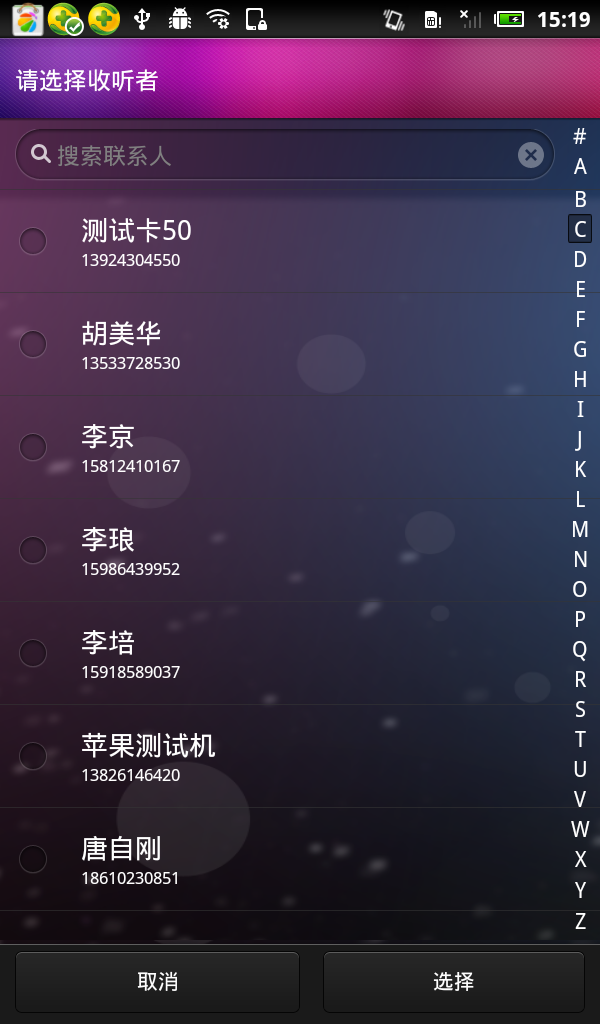 15:19
请选择收听者
搜索联系人
测试卡50
13924304550
胡美华
13533728530
李京
15812410167
李琅
15986439952
李培
15918589037
苹果测试机
13826146420
唐自刚
18610230851
#
A
B
C
D
E
F
G
H
I
J
K
L
M
N
O
P
Q
R
S
T
U
V
W
X
Y
Z
取消
选择